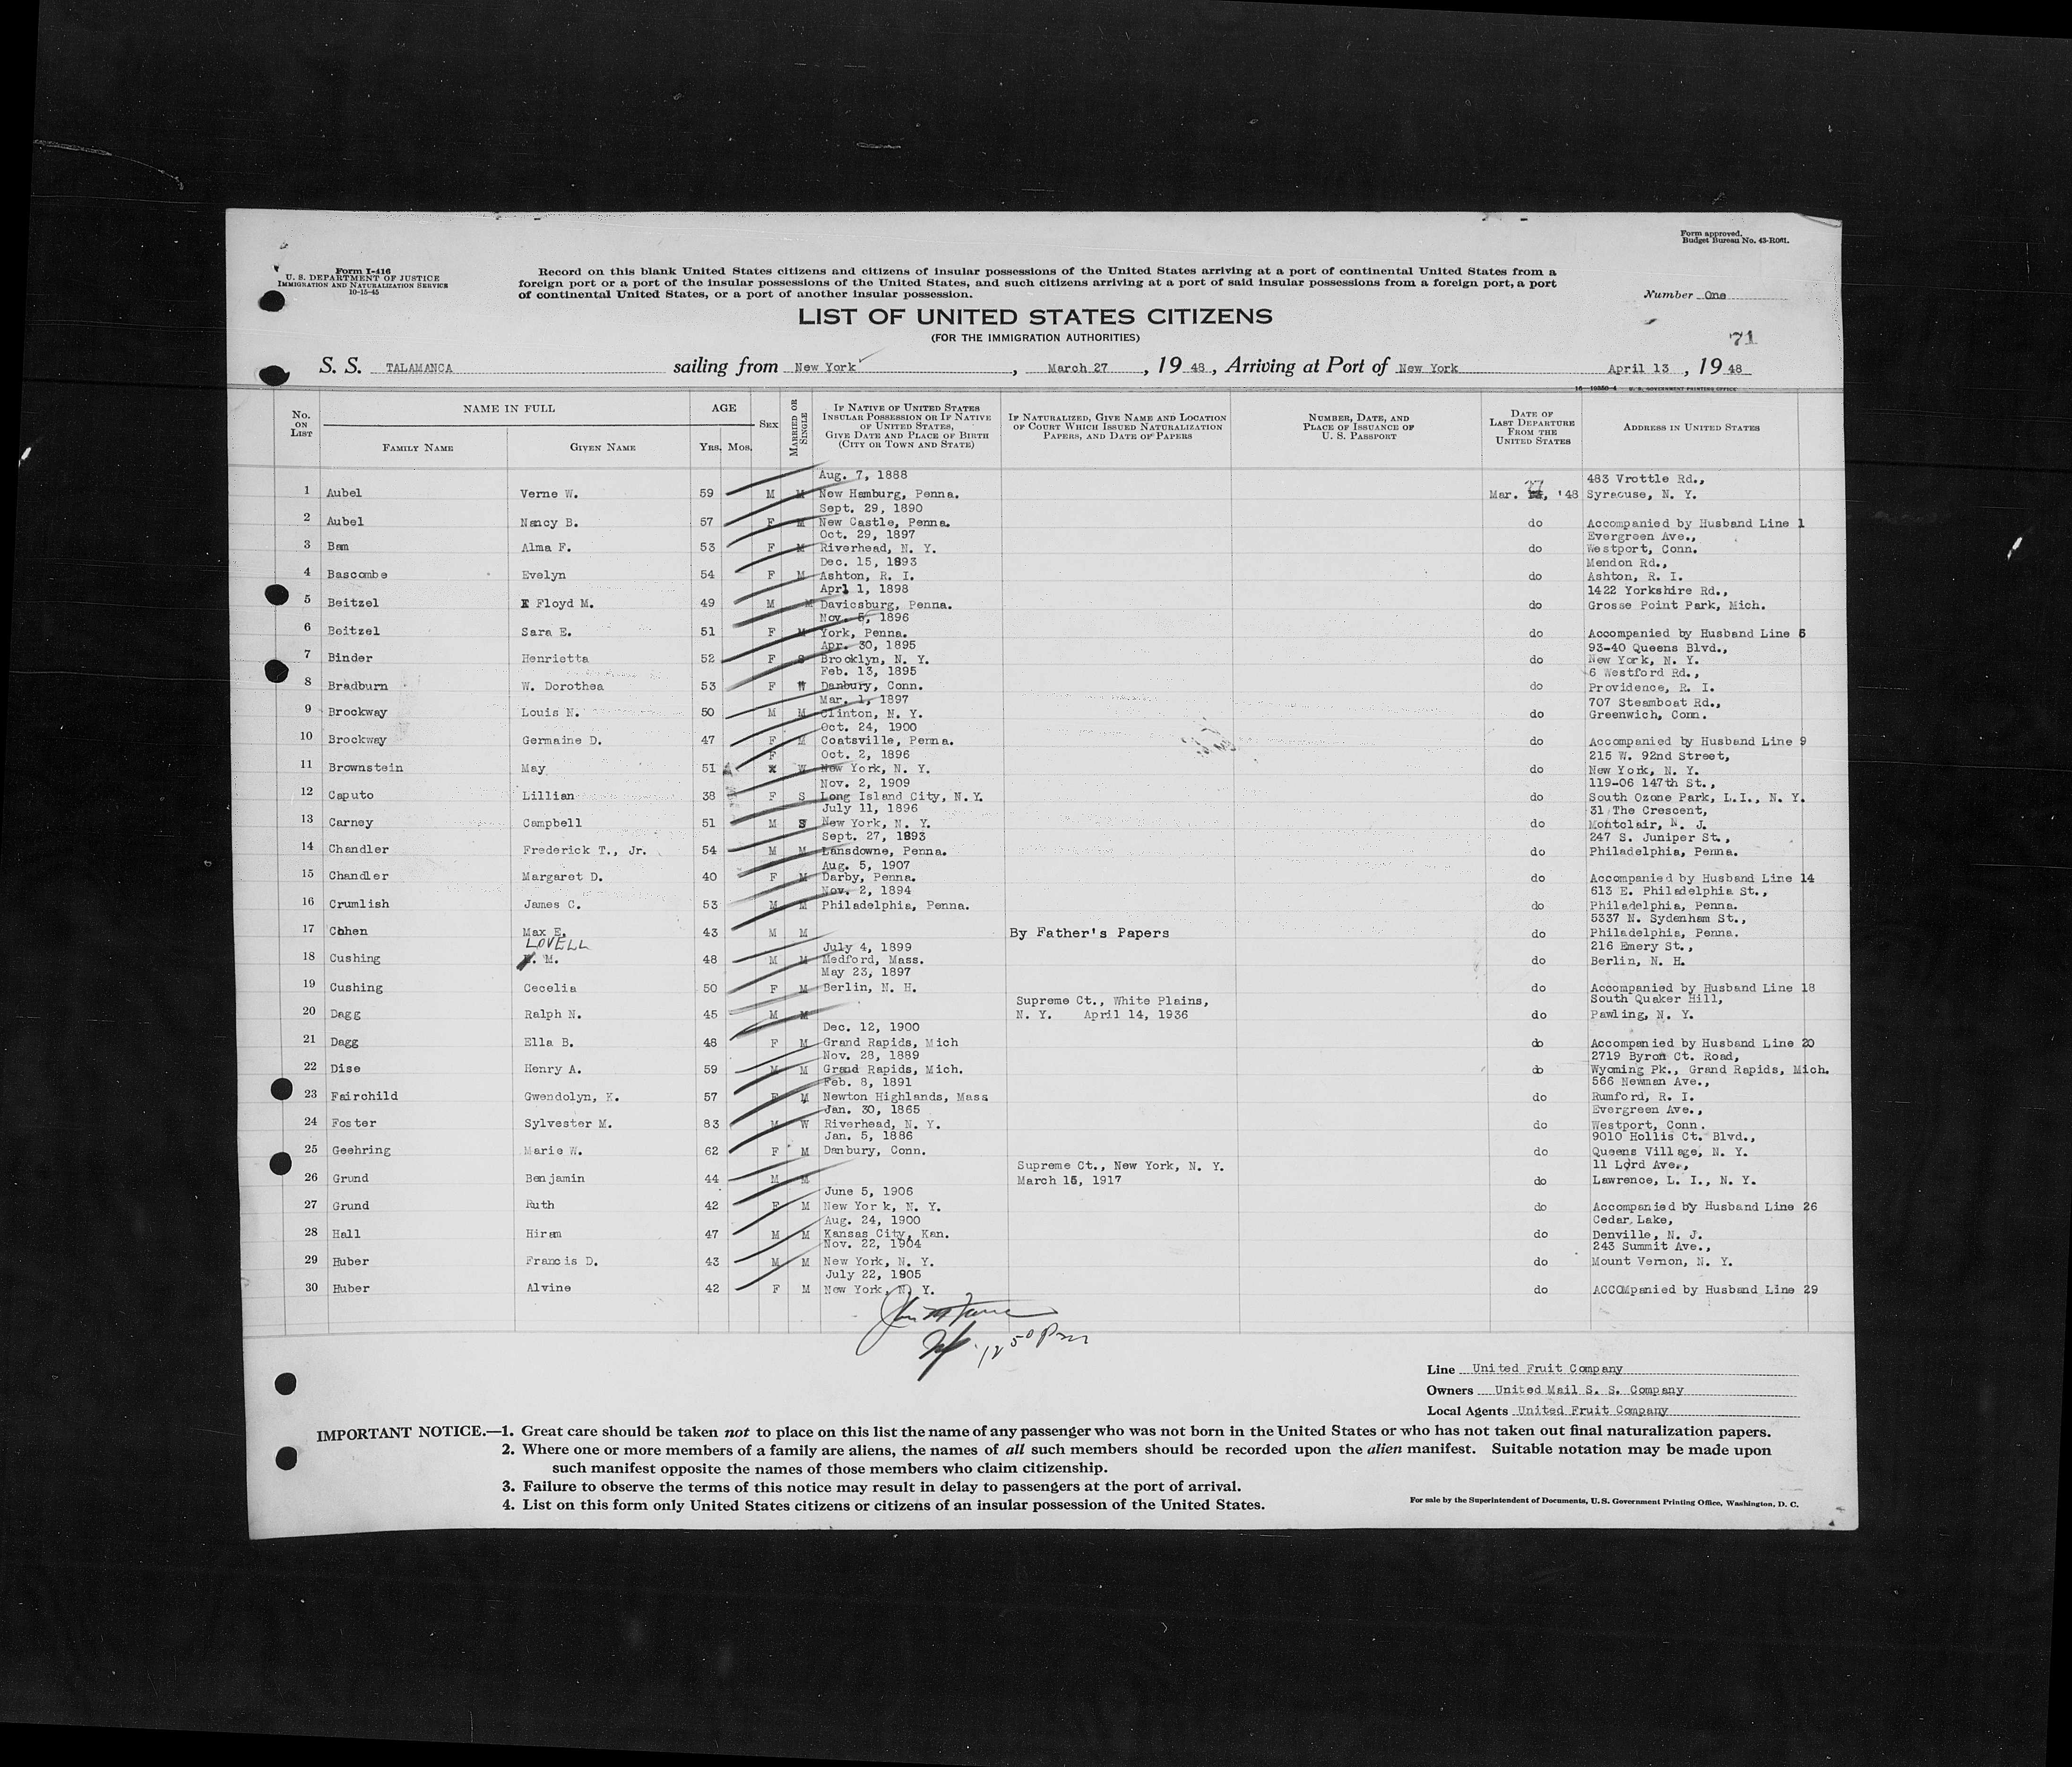 Form approved.
Budget Bureau No. 43-R081.
Form I-416
U. S. DEPARTMENT OF JUSTICE
IMMIGRATION AND NATURALIZATION SERVICE
10-15-45
Record on this blank United States citizens and citizens of insular possessions of the United States arriving at a port of continental United States from a
foreign port or a port of the insular possessions of the United States, and such citizens arriving at a port of said insular possessions from a foreign port, a port
of continental United States, or a port of another insular possession.
Number One
LIST OF UNITED STATES CITIZENS
(FOR THE IMMIGRATION AUTHORITIES)
71
S. S. TALAMANCA sailing from New York, March 27, 19 48, Arriving at Port of New York April 13, 19 48
16—19350-4 U. S. GOVERNMENT PRINTING OFFICE
No. ON LIST
NAME IN FULL
FAMILY NAME
GIVEN NAME
AGE
YRS. MOS.
SEX
MARRIED OR SINGLE
IF NATIVE OF UNITED STATES
INSULAR POSSESSION OR IF NATIVE
OF UNITED STATES,
GIVE DATE AND PLACE OF BIRTH
(CITY OR TOWN AND STATE)
IF NATURALIZED, GIVE NAME AND LOCATION
OF COURT WHICH ISSUED NATURALIZATION
PAPERS, AND DATE OF PAPERS
NUMBER, DATE, AND
PLACE OF ISSUANCE OF
U. S. PASSPORT
DATE OF
LAST DEPARTURE
FROM THE
UNITED STATES
ADDRESS IN UNITED STATES
Aug. 7, 1888 483 Vrottle Rd.,
1 Aubel Verne W. 59 M M New Hamburg, Penna. Mar. 27, '48 Syracuse, N. Y.
Sept. 29, 1890
2 Aubel Nancy B. 57 F M New Castle, Penna. do Accompanied by Husband Line 1
Oct. 29, 1897 Evergreen Ave.,
3 Bam Alma F. 53 F M Riverhead, N. Y. do Westport, Conn.
Dec. 15, 1893 Mendon Rd.,
4 Bascombe Evelyn 54 F M Ashton, R. I. do Ashton, R. I.
Apr1 1, 1898 1422 Yorkshire Rd.,
5 Beitzel Floyd M. 49 M M Davicsburg, Penna. do Grosse Point Park, Mich.
Nov. 5, 1896
6 Beitzel Sara E. 51 F M York, Penna. do Accompanied by Husband Line 5
Apr. 30, 1895 93-40 Queens Blvd.,
7 Binder Henrietta 52 F S Brooklyn, N. Y. do New York, N. Y.
Feb. 13, 1895 6 Westford Rd.,
8 Bradburn W. Dorothea 53 F W Danbury, Conn. do Providence, R. I.
Mar. 1, 1897 707 Steamboat Rd.,
9 Brockway Louis N. 50 M M Clinton, N. Y. do Greenwich, Conn.
Oct. 24, 1900
10 Brockway Germaine D. 47 F M Coatsville, Penna. do Accompanied by Husband Line 9
Oct. 2, 1896 215 W. 92nd Street,
11 Brownstein May 51 F W New York, N. Y. do New York, N. Y.
Nov. 2, 1909 119-06 147th St.,
12 Caputo Lillian 38 F S Long Island City, N.Y. do South Ozone Park, L.I., N. Y.
July 11, 1896 31 The Crescent,
13 Carney Campbell 51 M S New York, N. Y. do Montclair, N. J.
Sept. 27, 1893 247 S. Juniper St.,
14 Chandler Frederick T., Jr. 54 M M Lansdowne, Penna. do Philadelphia, Penna.
Aug. 5, 1907
15 Chandler Margaret D. 40 F M Darby, Penna. do Accompanied by Husband Line 14
Nov. 2, 1894 613 E. Philadelphia St.,
16 Crumlish James C. 53 M M Philadelphia, Penna. do Philadelphia, Penna.
5337 N. Sydenham St.,
17 Cohen Max E. 43 M M By Father's Papers do Philadelphia, Penna.
LOVELL July 4, 1899 216 Emery St.,
18 Cushing M. 48 M M Medford, Mass. do Berlin, N. H.
May 23, 1897
19 Cushing Cecelia 50 F M Berlin, N. H. do Accompanied by Husband Line 18
Supreme Ct., White Plains, South Quaker Hill,
20 Dagg Ralph N. 45 M M N. Y. April 14, 1936 do Pawling, N. Y.
Dec. 12, 1900
21 Dagg Ella B. 48 F M Grand Rapids, Mich do Accompanied by Husband Line 20
Nov. 28, 1889 2719 Byron Ct. Road,
22 Dise Henry A. 59 M M Grand Rapids, Mich. do Wyoming Pk., Grand Rapids, Mich.
Feb. 8, 1891 566 Newman Ave.,
23 Fairchild Gwendolyn, K. 57 F M Newton Highlands, Mass do Rumford, R. I.
Jan. 30, 1865 Evergreen Ave.,
24 Foster Sylvester M. 83 M W Riverhead, N. Y. do Westport, Conn.
Jan. 5, 1886 9010 Hollis Ct. Blvd.,
25 Geehring Marie W. 62 F M Danbury, Conn. do Queens Village, N. Y.
Supreme Ct., New York, N. Y. 11 Lord Ave.,
26 Grund Benjamin 44 M M March 15, 1917 do Lawrence, L. I., N. Y.
June 5, 1906
27 Grund Ruth 42 F M New York, N. Y. do Accompanied by Husband Line 26
Aug. 24, 1900 Cedar Lake,
28 Hall Hiram 47 M M Kansas City, Kan. do Denville, N. J.
Nov. 22, 1904 243 Summit Ave.,
29 Huber Francis D. 43 M M New York, N. Y. do Mount Vernon, N. Y.
July 22, 1905
30 Huber Alvine 42 F M New York, N. Y. do ACCOMpanied by Husband Line 29
12 50 Pm
Line United Fruit Company
Owners United Mail S. S. Company
Local Agents United Fruit Company
IMPORTANT NOTICE.—1. Great care should be taken not to place on this list the name of any passenger who was not born in the United States or who has not taken out final naturalization papers.
2. Where one or more members of a family are aliens, the names of all such members should be recorded upon the alien manifest. Suitable notation may be made upon
such manifest opposite the names of those members who claim citizenship.
3. Failure to observe the terms of this notice may result in delay to passengers at the port of arrival.
4. List on this form only United States citizens or citizens of an insular possession of the United States.
For sale by the Superintendent of Documents, U. S. Government Printing Office, Washington, D. C.